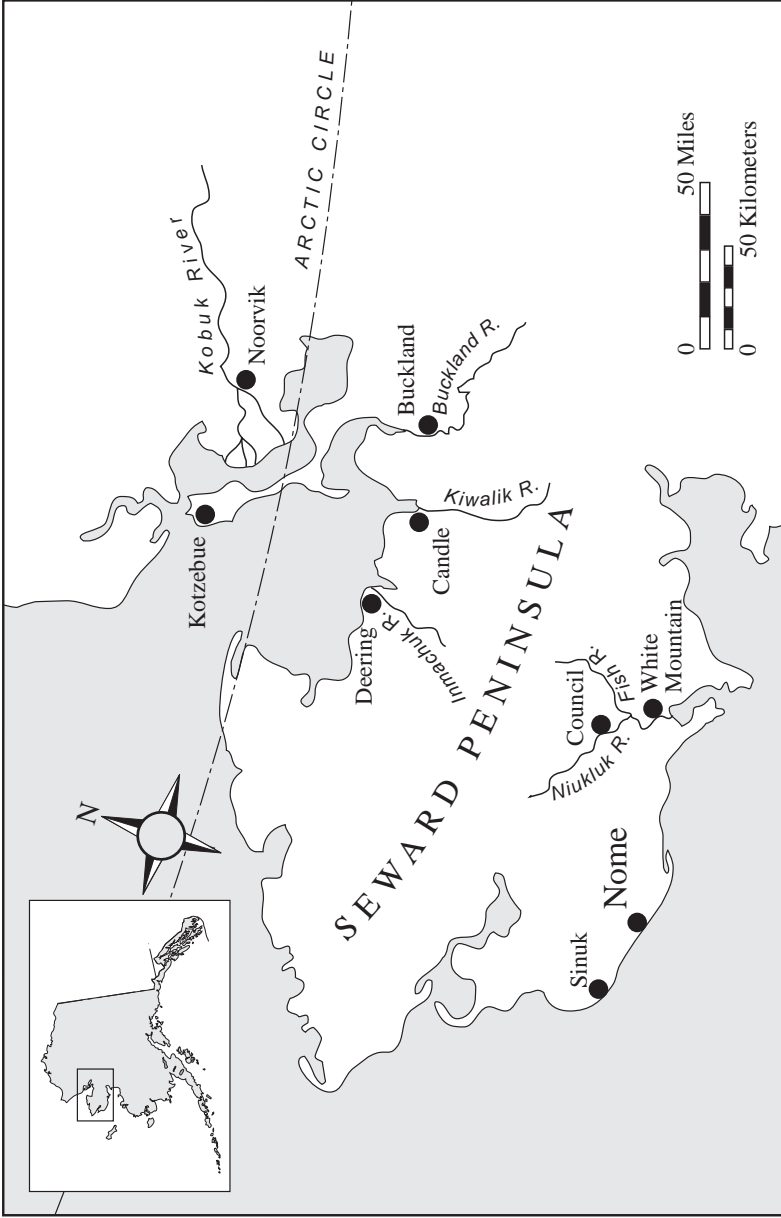 N
Kobuk River
Noorvik
ARCTIC CIRCLE
Kotzebue
Buckland
Buckland R.
Kiwalik R.
Candle
Deering
Inmachuk R.
SEWARD PENINSULA
Council
Fish R.
White
Mountain
Niukluk R.
Nome
Sinuk
0 50 Miles
0 50 Kilometers